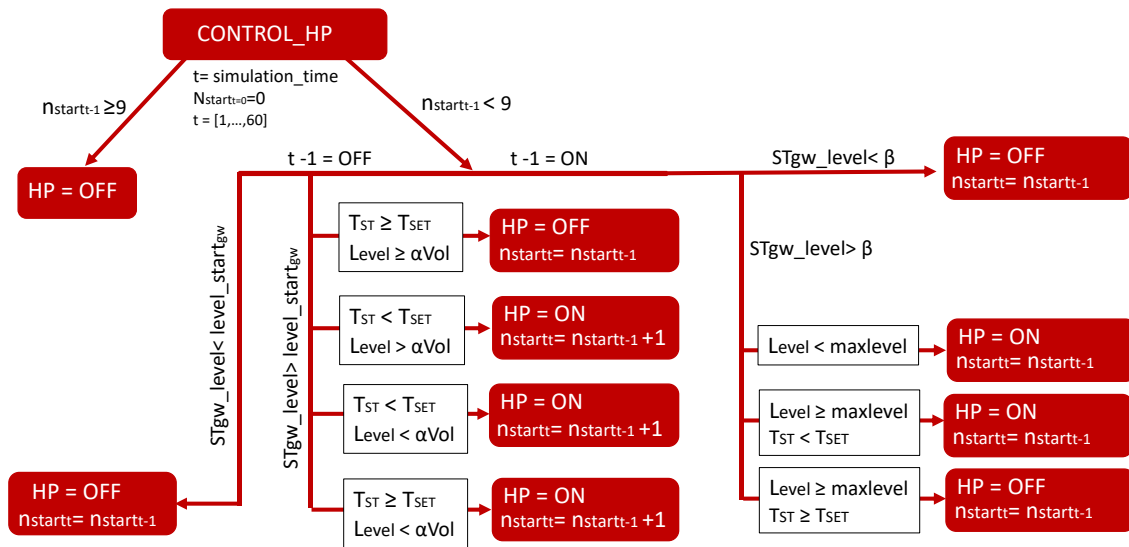 CONTROL_HP
t= simulation_time
Nstartt=0=0
t = [1,...,60]
nstartt-1 ≥9
nstartt-1 < 9
HP = OFF
t -1 = OFF
t -1 = ON
STgw_level< β
HP = OFF
nstartt= nstartt-1
STgw_level< level_startgw
STgw_level> level_startgw
TST ≥ TSET
Level ≥ αVol
HP = OFF
nstartt= nstartt-1
STgw_level> β
TST < TSET
Level > αVol
HP = ON
nstartt= nstartt-1 +1
Level < maxlevel
HP = ON
nstartt= nstartt-1
TST < TSET
Level < αVol
HP = ON
nstartt= nstartt-1 +1
Level ≥ maxlevel
TST < TSET
HP = ON
nstartt= nstartt-1
HP = OFF
nstartt= nstartt-1
TST ≥ TSET
Level < αVol
HP = ON
nstartt= nstartt-1 +1
Level ≥ maxlevel
TST ≥ TSET
HP = OFF
nstartt= nstartt-1